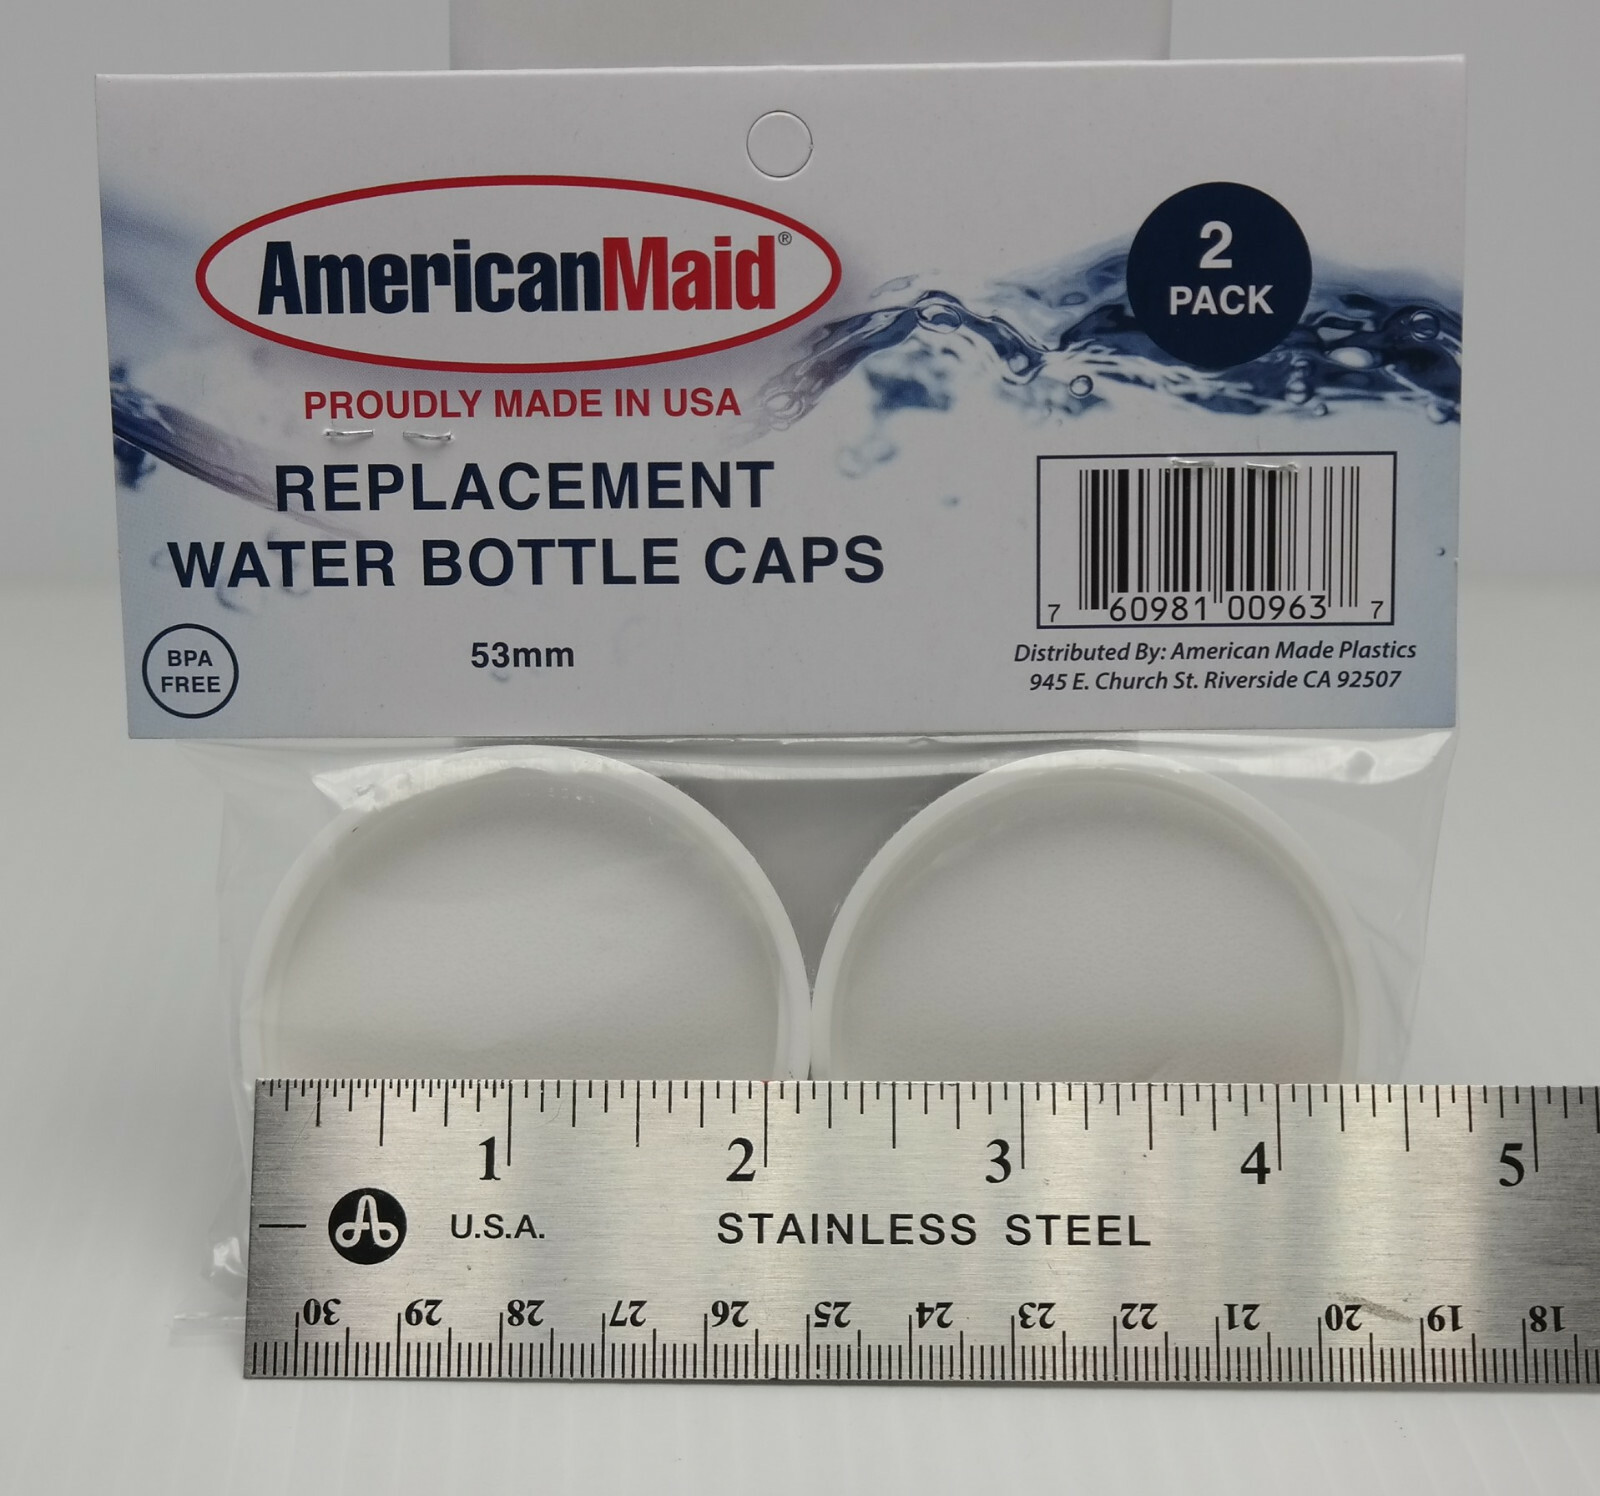 AmericanMaid®
PROUDLY MADE IN USA
2
PACK
REPLACEMENT
WATER BOTTLE CAPS
53mm
BPA
FREE
7 60981 00963 7
Distributed By: American Made Plastics
945 E. Church St. Riverside CA 92507
1 2 3 4 5
U.S.A. STAINLESS STEEL
30 29 28 27 26 25 24 23 22 21 20 19 18